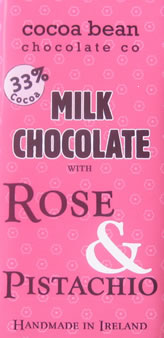 cocoa bean
chocolate co
33%
cocoa
MILK
CHOCOLATE
WITH
ROSE
&
PISTACHIO
HANDMADE IN IRELAND